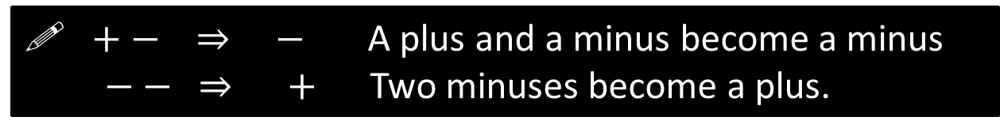 + − ⇒ − A plus and a minus become a minus
− − ⇒ + Two minuses become a plus.